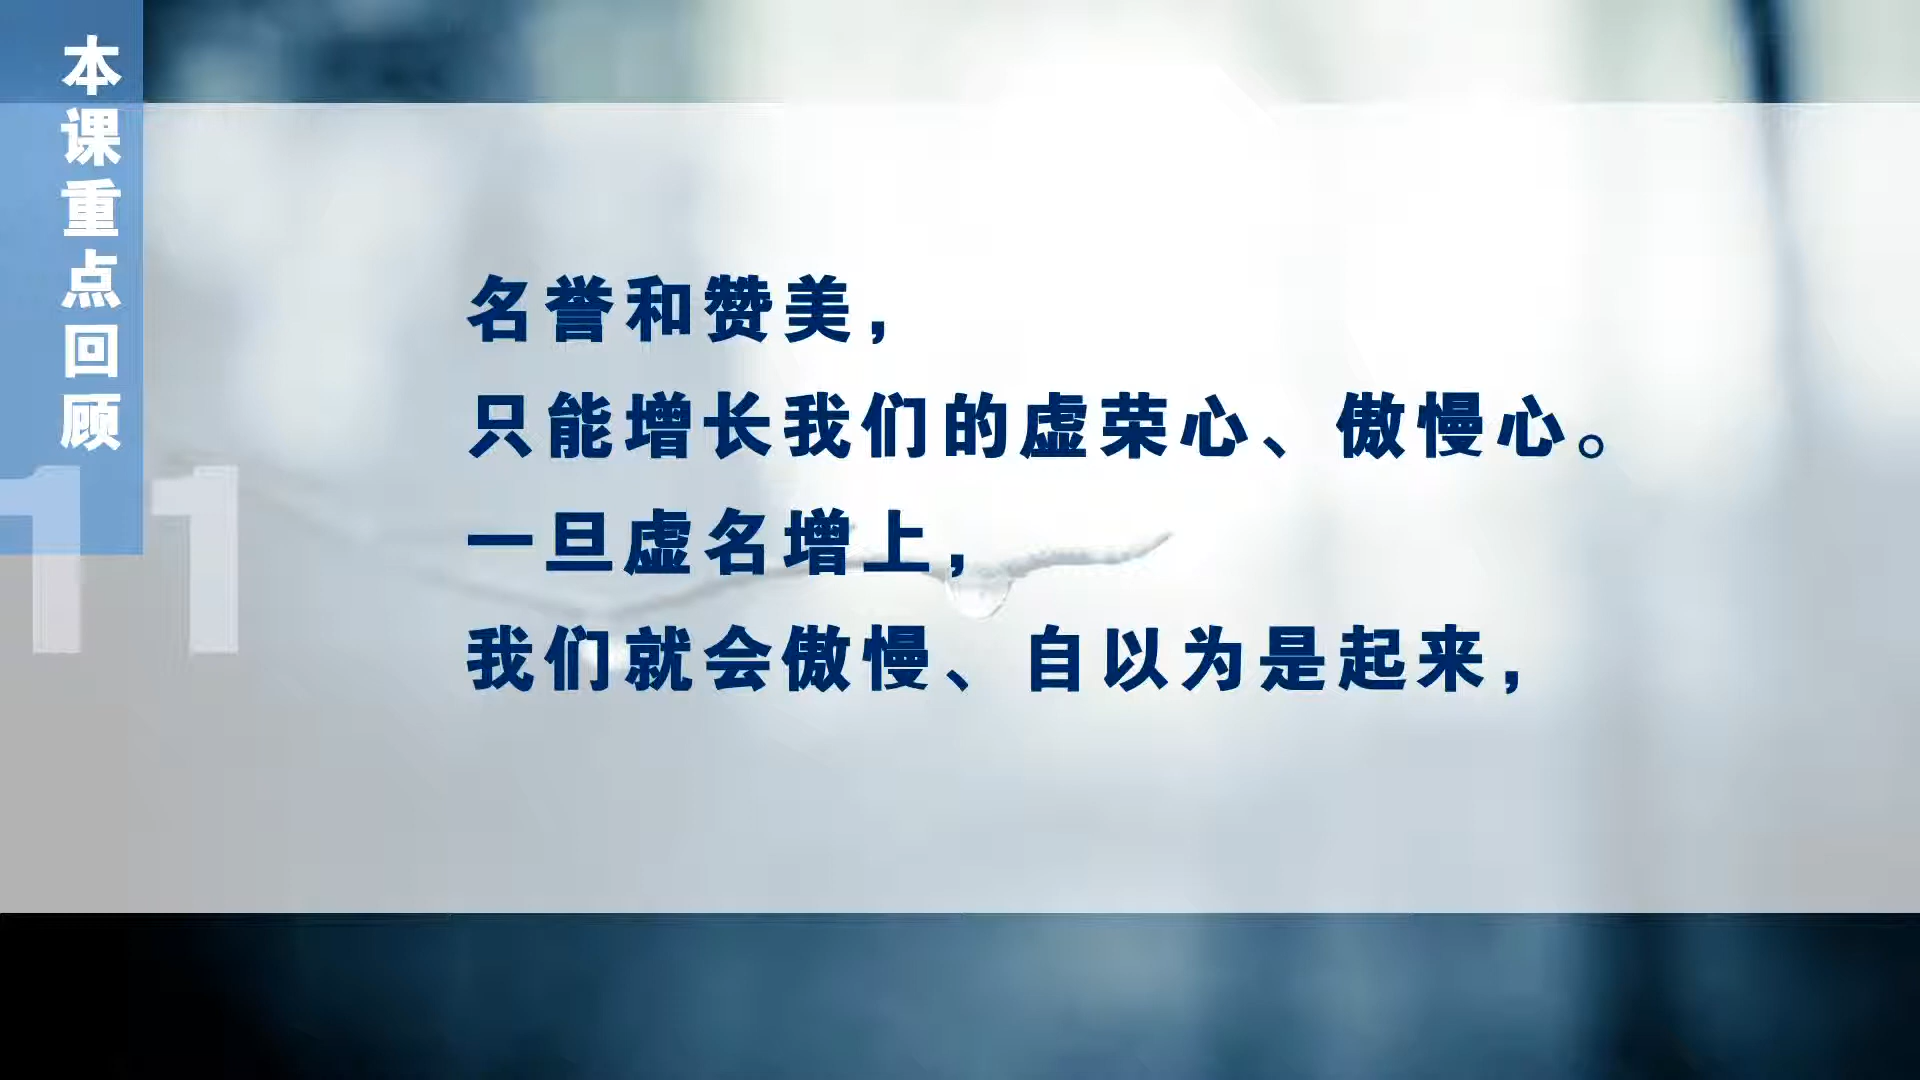 本课重点回顾
11
名誉和赞美，
只能增长我们的虚荣心、傲慢心。
一旦虚名增上，
我们就会傲慢、自以为是起来，